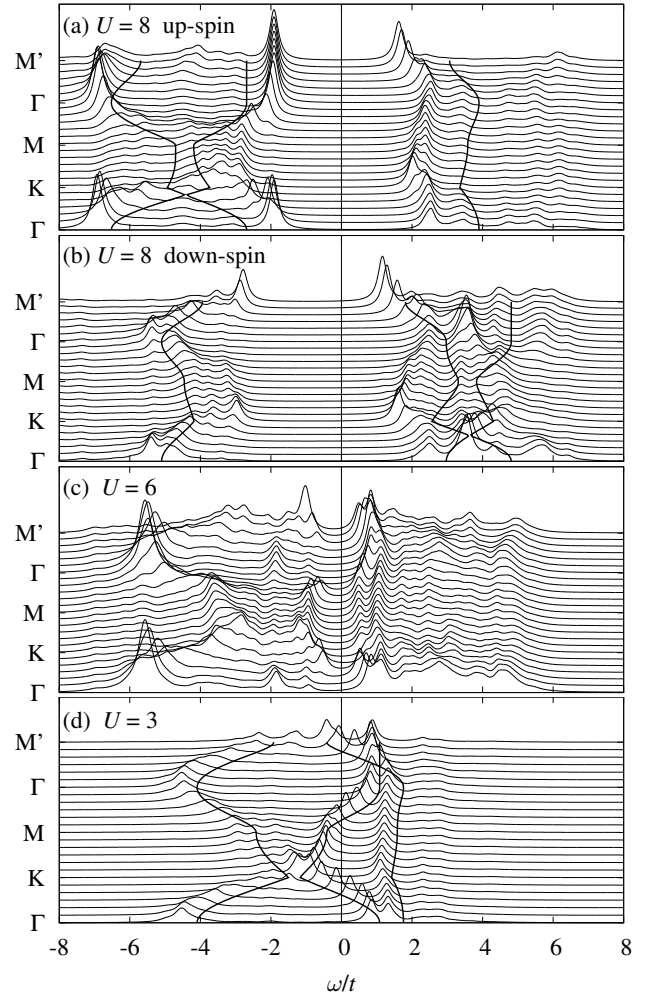 (a) U = 8 up-spin
M'
Γ
M
K
Γ
(b) U = 8 down-spin
M'
Γ
M
K
Γ
(c) U = 6
M'
Γ
M
K
Γ
(d) U = 3
M'
Γ
M
K
Γ
-8 -6 -4 -2 0 2 4 6 8
ω/t